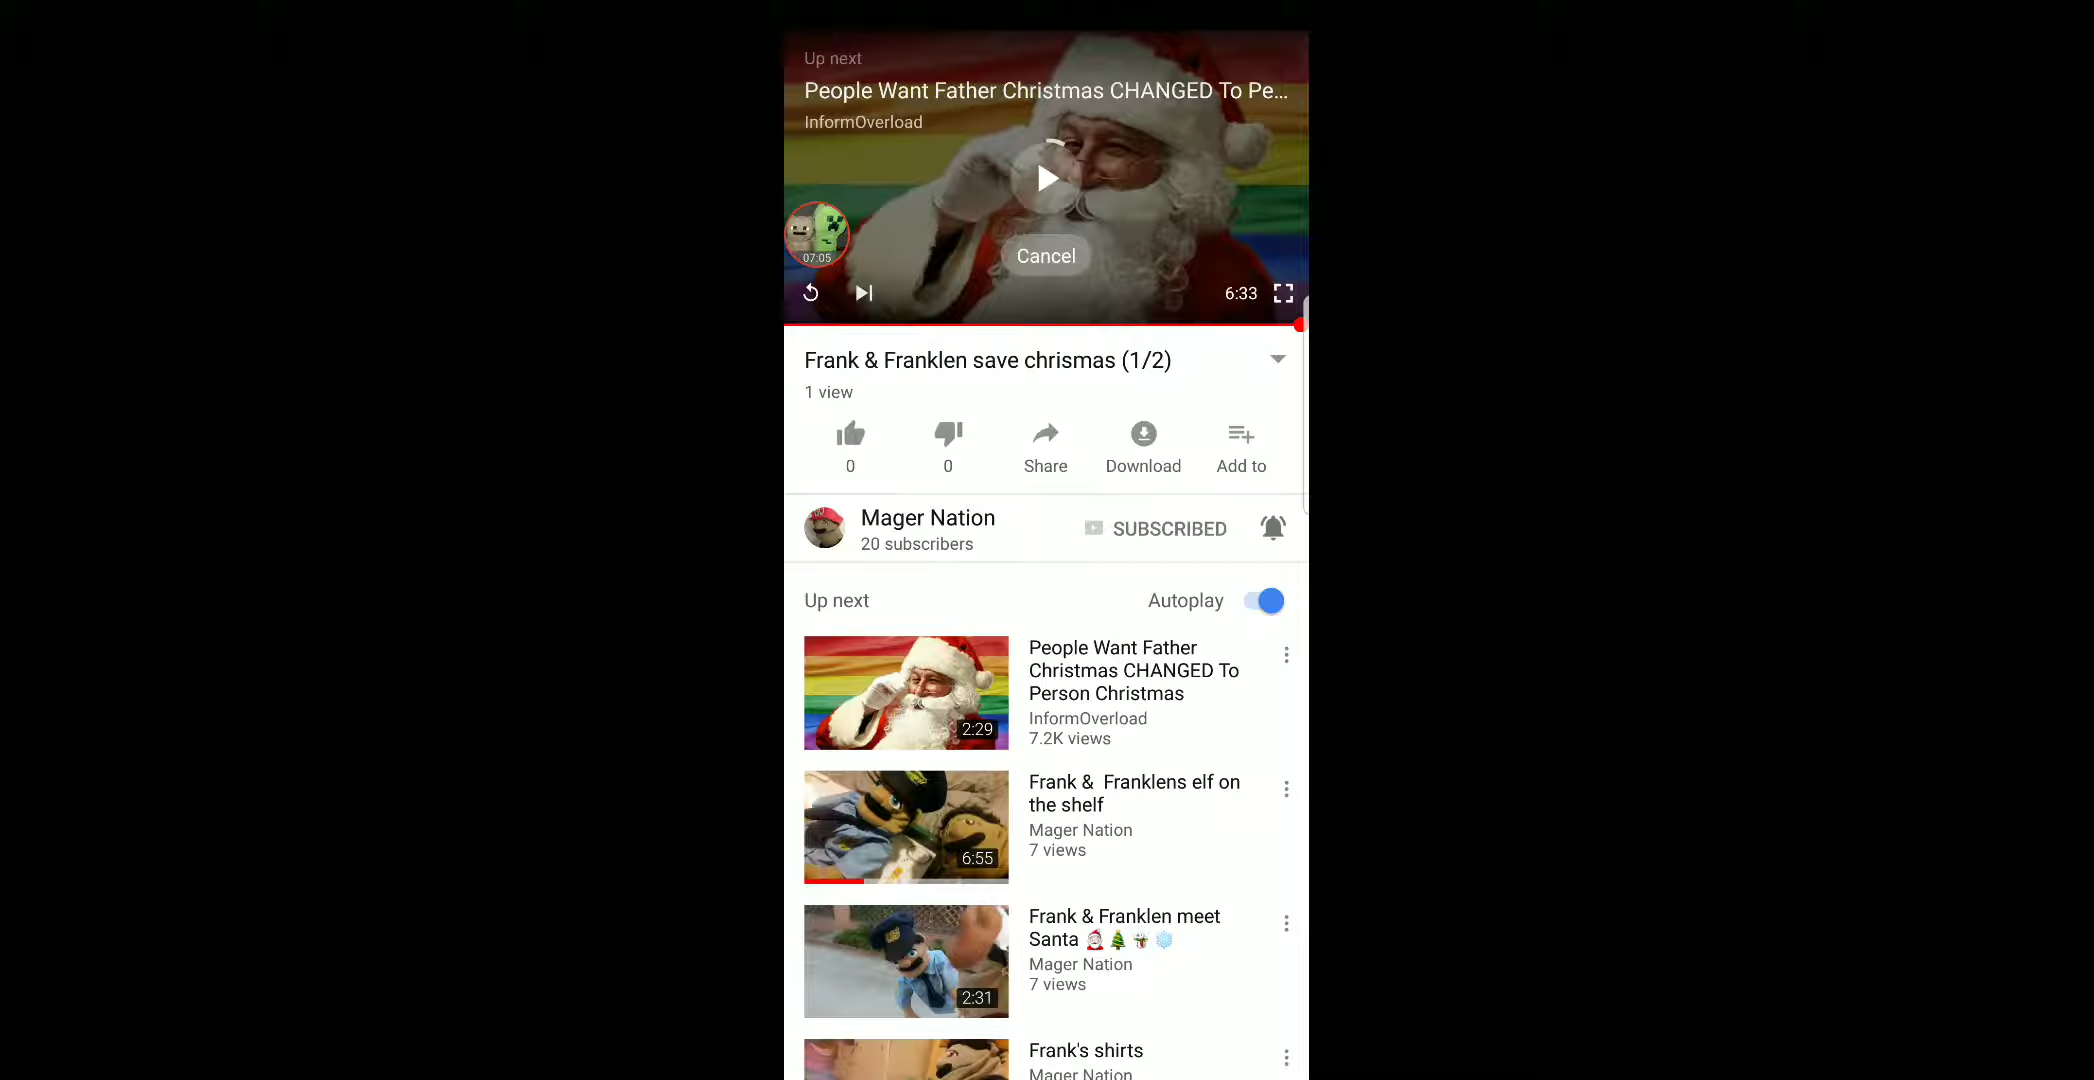 Up next
People Want Father Christmas CHANGED To Pe...
InformOverload
07:05
Cancel
6:33
Frank & Franklen save chrismas (1/2)
1 view
0
0
Share
Download
Add to
Mager Nation
20 subscribers
SUBSCRIBED
Up next
Autoplay
People Want Father
Christmas CHANGED To
Person Christmas
InformOverload
7.2K views
2:29
Frank &  Franklens elf on
the shelf
Mager Nation
7 views
6:55
Frank & Franklen meet
Santa 🎅🎄⛄❄️
Mager Nation
7 views
2:31
Frank's shirts
Mager Nation